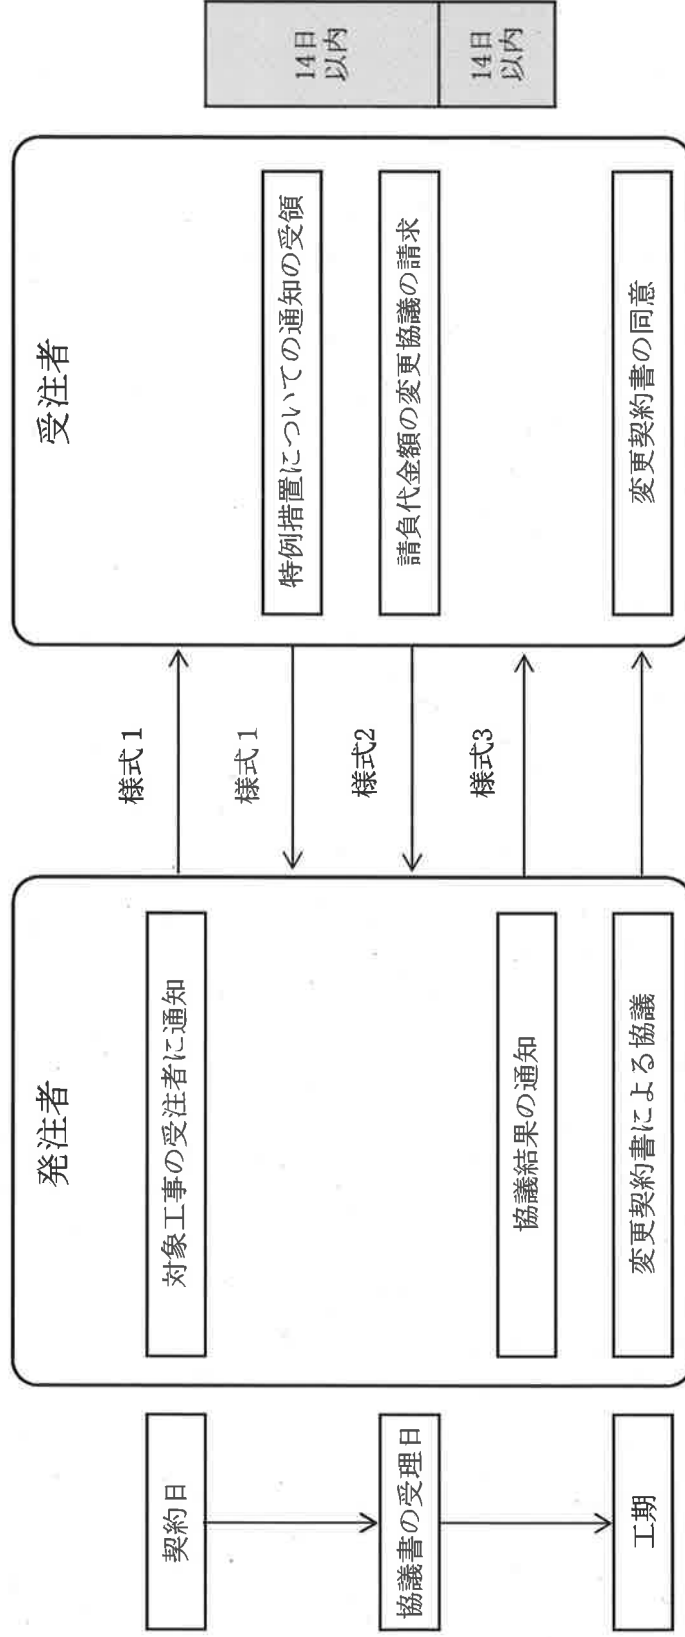 発注者
受注者
契約日
対象工事の受注者に通知
様式1
様式1
特例措置についての通知の受領
14日
以内
協議書の受理日
様式2
請負代金額の変更協議の請求
協議結果の通知
様式3
14日
以内
工期
変更契約書による協議
変更契約書の同意